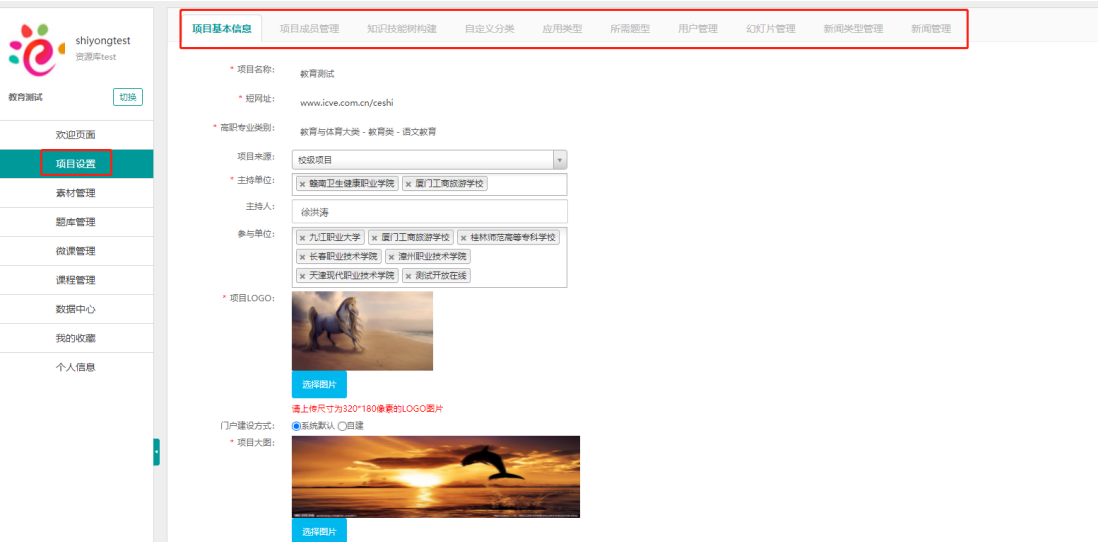 shiyongtest
资源库test
教育测试 切换
欢迎页面
项目设置
素材管理
题库管理
微课管理
课程管理
数据中心
我的收藏
个人信息
项目基本信息 项目成员管理 知识技能树构建 自定义分类 应用类型 所需题型 用户管理 幻灯片管理 新闻类型管理 新闻管理
* 项目名称: 教育测试
* 短网址: www.icve.com.cn/ceshi
* 高职专业类别: 教育与体育大类 - 教育类 - 语文教育
项目来源: 校级项目
* 主持单位: × 赣南卫生健康职业学院 × 厦门工商旅游学校
主持人: 徐洪涛
参与单位: × 九江职业大学 × 厦门工商旅游学校 × 桂林师范高等专科学校
× 长春职业技术学院 × 漳州职业技术学院
× 天津现代职业技术学院 × 测试开放在线
* 项目LOGO:
选择图片
请上传尺寸为320*180像素的LOGO图片
门户建设方式: 系统默认 自建
* 项目大图:
选择图片